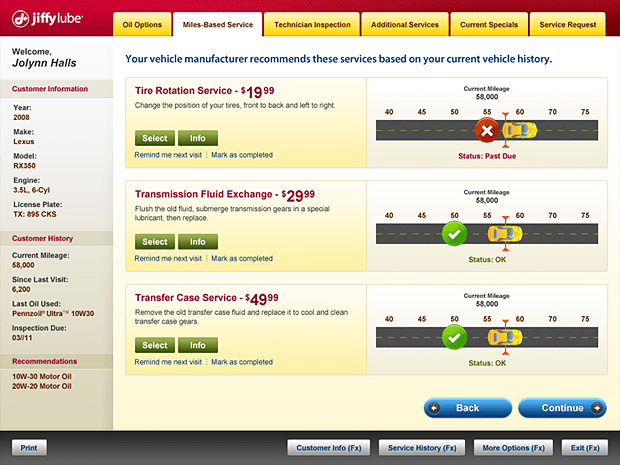 jiffylube®
Oil Options
Miles-Based Service
Technician Inspection
Additional Services
Current Specials
Service Request
Welcome,
Jolynn Halls
Customer Information
Year:
2008
Make:
Lexus
Model:
RX350
Engine:
3.5L, 6-Cyl
License Plate:
TX: 895 CKS
Customer History
Current Mileage:
58,000
Since Last Visit:
6,200
Last Oil Used:
Pennzoil® Ultra™ 10W30
Inspection Due:
03//11
Recommendations
10W-30 Motor Oil
20W-20 Motor Oil
Your vehicle manufacturer recommends these services based on your current vehicle history.
Tire Rotation Service - $19.99
Change the position of your tires, front to back and left to right.
Select Info
Remind me next visit Mark as completed
Current Mileage
58,000
40 45 50 55 60 70 75
Status: Past Due
Transmission Fluid Exchange - $29.99
Flush the old fluid, submerge transmission gears in a special
lubricant, then replace.
Select Info
Remind me next visit Mark as completed
Current Mileage
58,000
40 45 50 55 60 70 75
Status: OK
Transfer Case Service - $49.99
Remove the old transfer case fluid and replace it to cool and clean
transfer case gears.
Select Info
Remind me next visit Mark as completed
Current Mileage
58,000
40 45 50 55 60 70 75
Status: OK
Back
Continue
Print
Customer Info (Fx)
Service History (Fx)
More Options (Fx)
Exit (Fx)